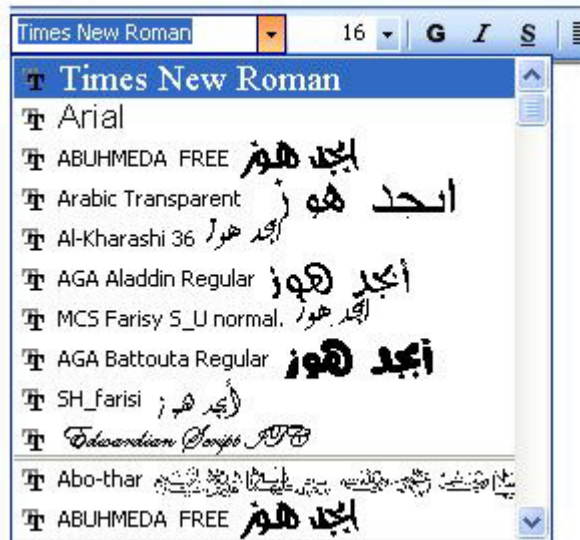 Times New Roman 16 G I S
Times New Roman
Arial
ABUHMEDA FREE أبجد هوز
Arabic Transparent أبجد هوز
Al-Kharashi 36 أبجد هوز
AGA Aladdin Regular أبجد هوز
MCS Farisy S_U normal. أبجد هوز
AGA Battouta Regular أبجد هوز
SH_farisi أبجد هوز
Edwardian Script ITC
Abo-thar
ABUHMEDA FREE أبجد هوز